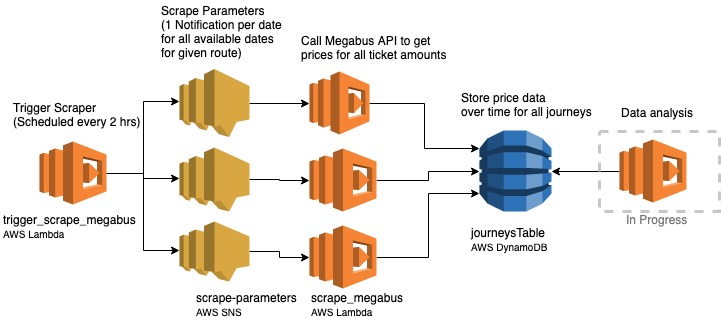 Scrape Parameters
(1 Notification per date
for all available dates
for given route)
Call Megabus API to get
prices for all ticket amounts
Trigger Scraper
(Scheduled every 2 hrs)
Store price data
over time for all journeys
Data analysis
trigger_scrape_megabus
AWS Lambda
In Progress
journeysTable
AWS DynamoDB
scrape-parameters
AWS SNS
scrape_megabus
AWS Lambda